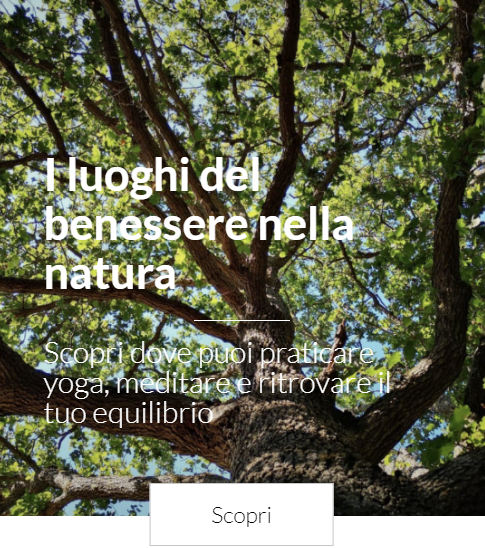 I luoghi del
benessere nella
natura
Scopri dove puoi praticare
yoga, meditare e ritrovare il
tuo equilibrio
Scopri